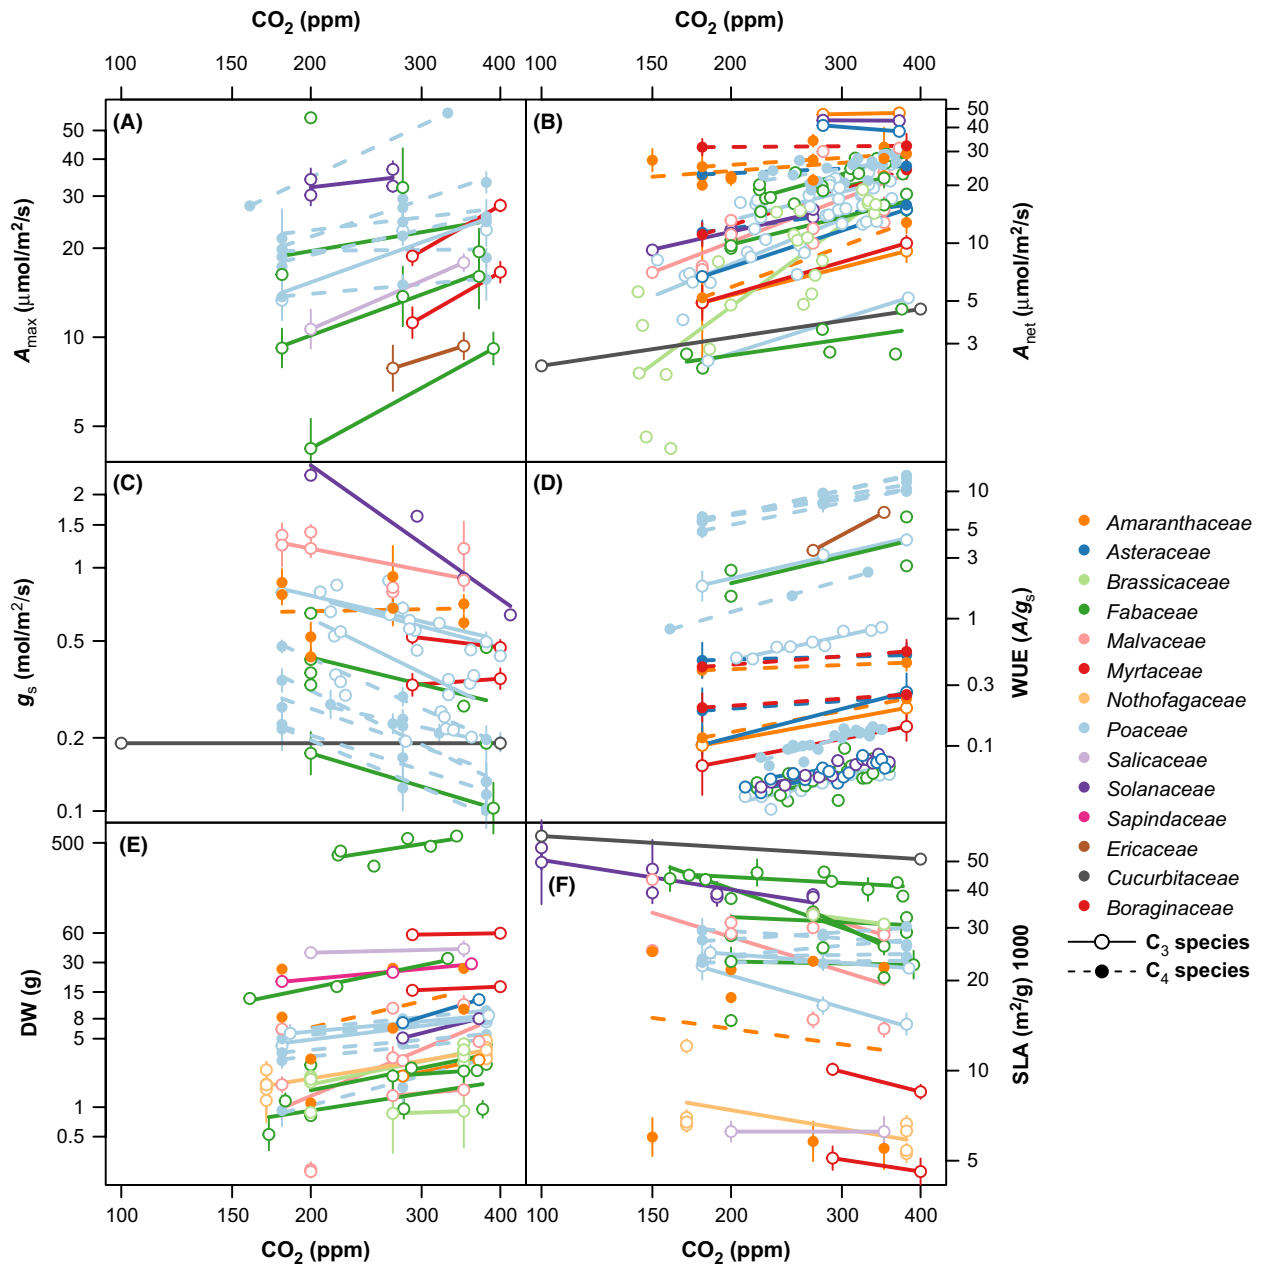 CO2 (ppm)
CO2 (ppm)
100 150 200 300 400
100 150 200 300 400
(A)
50
40
30
20
10
5
Amax (μmol/m2/s)
(B)
50
40
30
20
10
5
3
Anet (μmol/m2/s)
(C)
2
1.5
1
0.5
0.2
0.1
gs (mol/m2/s)
(D)
10
5
3
1
0.3
0.1
WUE (A/gs)
(E)
500
60
30
15
8
5
1
0.5
DW (g)
(F)
50
40
30
20
10
5
SLA (m2/g) 1000
100 150 200 300 400
100 150 200 300 400
CO2 (ppm)
CO2 (ppm)
Amaranthaceae
Asteraceae
Brassicaceae
Fabaceae
Malvaceae
Myrtaceae
Nothofagaceae
Poaceae
Salicaceae
Solanaceae
Sapindaceae
Ericaceae
Cucurbitaceae
Boraginaceae
C3 species
C4 species